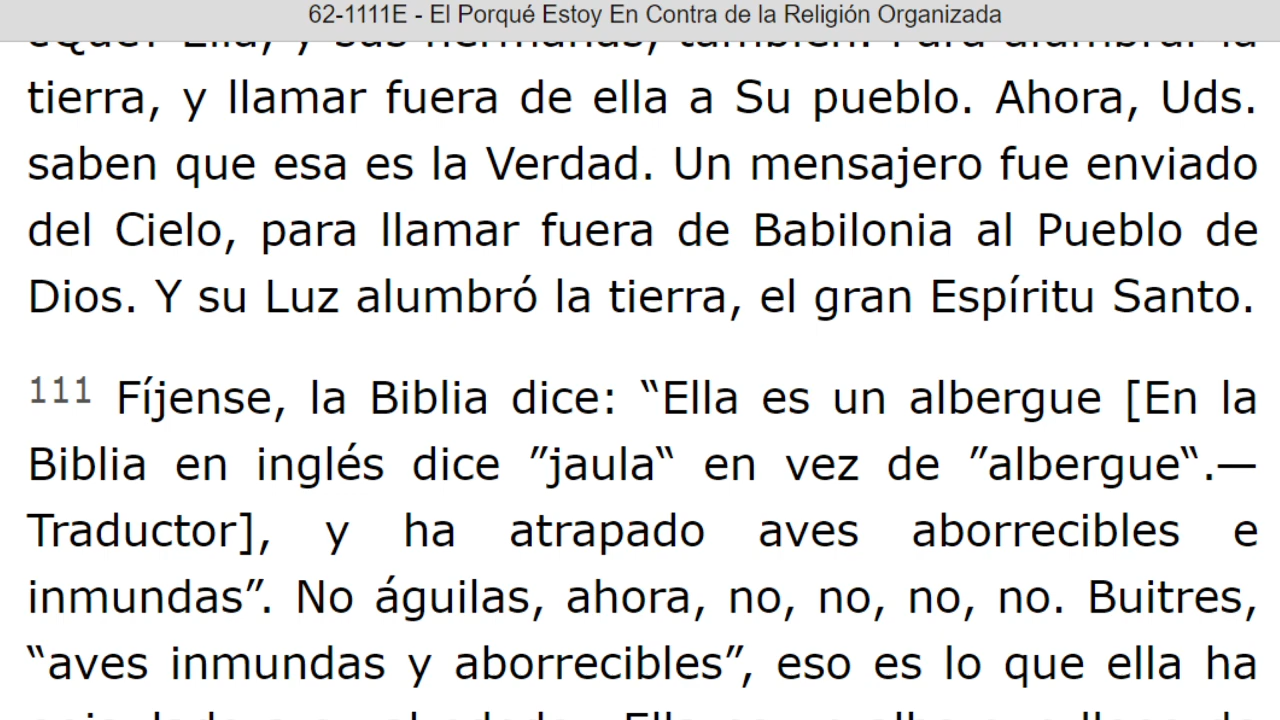 62-1111E - El Porqué Estoy En Contra de la Religión Organizada
tierra, y llamar fuera de ella a Su pueblo. Ahora, Uds.
saben que esa es la Verdad. Un mensajero fue enviado
del Cielo, para llamar fuera de Babilonia al Pueblo de
Dios. Y su Luz alumbró la tierra, el gran Espíritu Santo.
111 Fíjense, la Biblia dice: “Ella es un albergue [En la
Biblia en inglés dice ”jaula“ en vez de ”albergue“.—
Traductor], y ha atrapado aves aborrecibles e
inmundas”. No águilas, ahora, no, no, no, no. Buitres,
“aves inmundas y aborrecibles”, eso es lo que ella ha